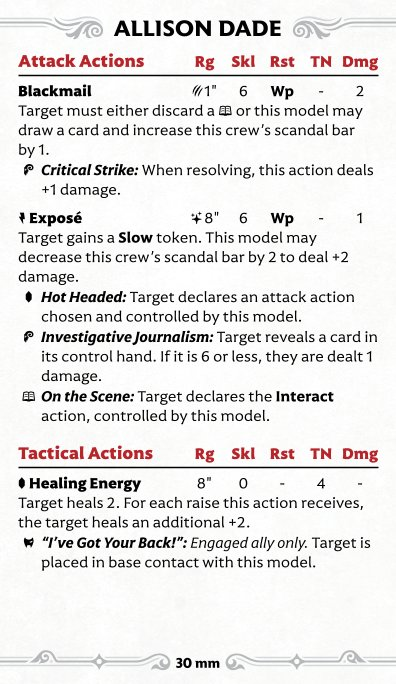 ALLISON DADE
Attack Actions Rg Skl Rst TN Dmg
Blackmail 1" 6 Wp - 2
Target must either discard a or this model may
draw a card and increase this crew's scandal bar
by 1.
Critical Strike: When resolving, this action deals
+1 damage.
Exposé 8" 6 Wp - 1
Target gains a Slow token. This model may
decrease this crew's scandal bar by 2 to deal +2
damage.
Hot Headed: Target declares an attack action
chosen and controlled by this model.
Investigative Journalism: Target reveals a card in
its control hand. If it is 6 or less, they are dealt 1
damage.
On the Scene: Target declares the Interact
action, controlled by this model.
Tactical Actions Rg Skl Rst TN Dmg
Healing Energy 8" 0 - 4 -
Target heals 2. For each raise this action receives,
the target heals an additional +2.
"I've Got Your Back!": Engaged ally only. Target is
placed in base contact with this model.
30 mm